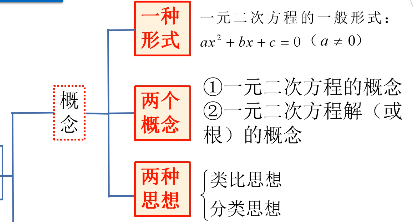 一种
形式
一元二次方程的一般形式：
ax² + bx + c = 0（a ≠ 0）
概
念
两个
概念
①一元二次方程的概念
②一元二次方程解（或
根）的概念
两种
思想
类比思想
分类思想